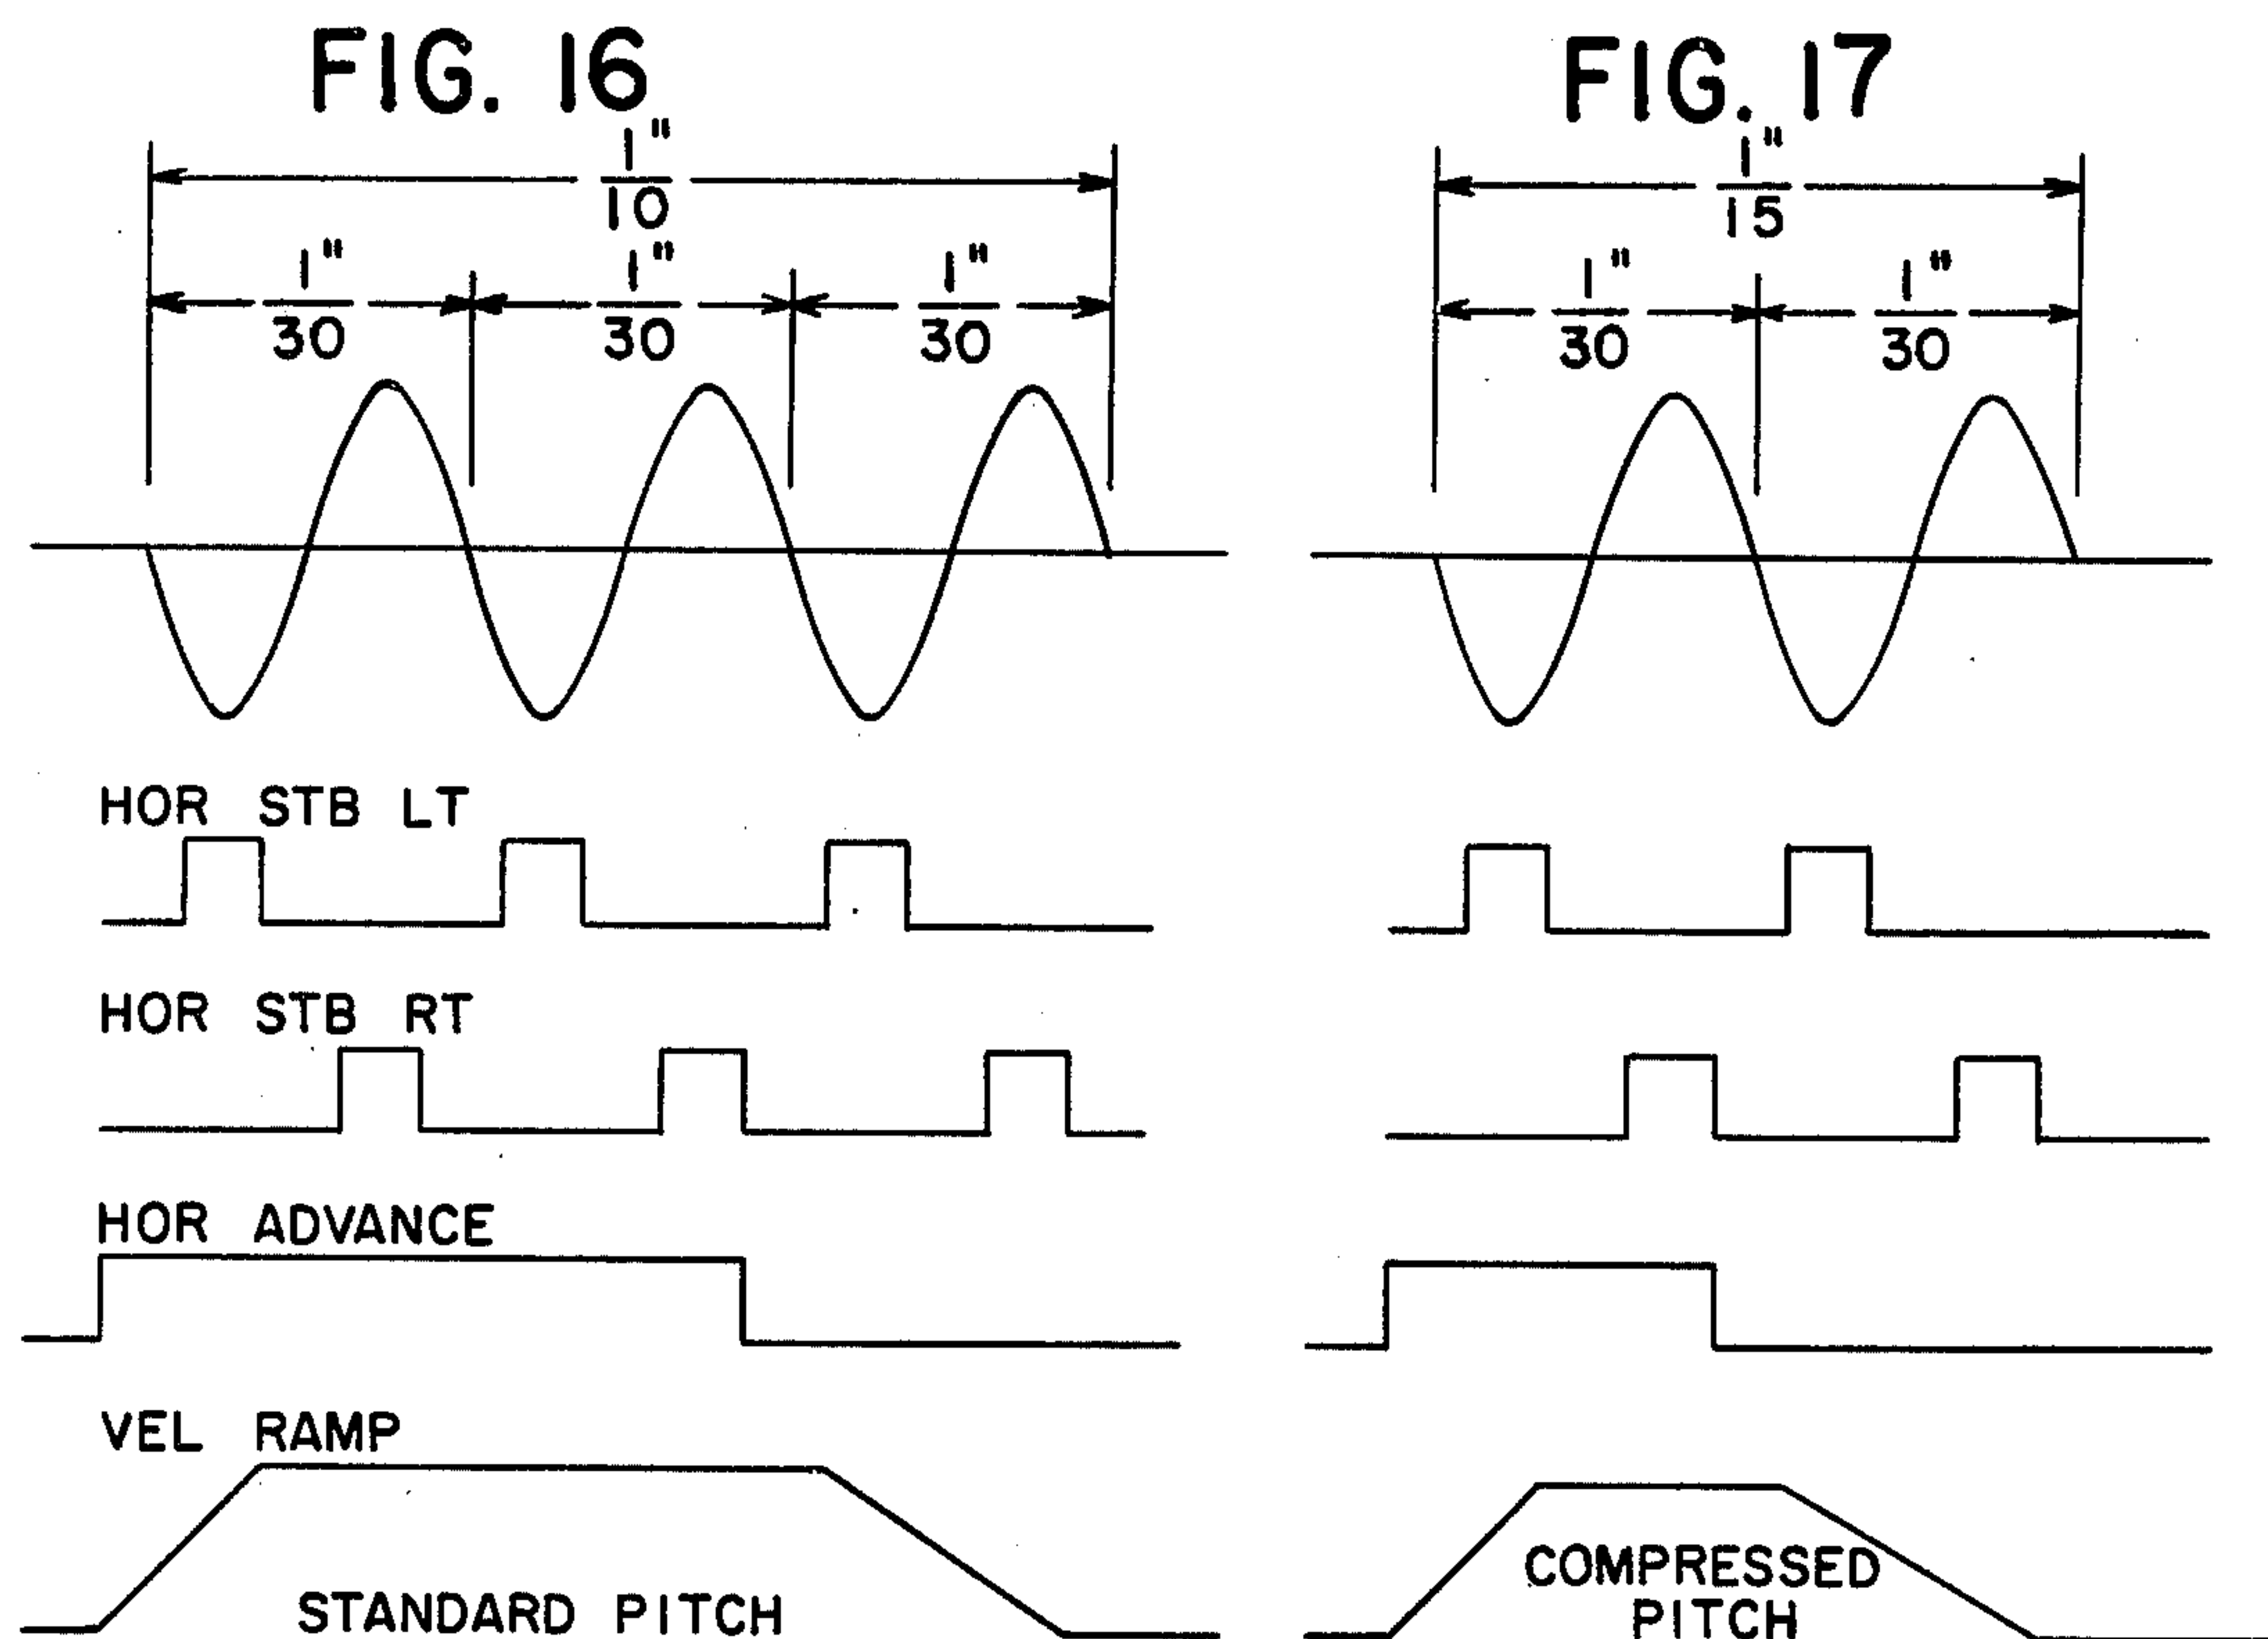 FIG. 16
1"
10
1" 1" 1"
30 30 30
HOR STB LT
HOR STB RT
HOR ADVANCE
VEL RAMP
STANDARD PITCH
FIG. 17
1"
15
1" 1"
30 30
COMPRESSED
PITCH